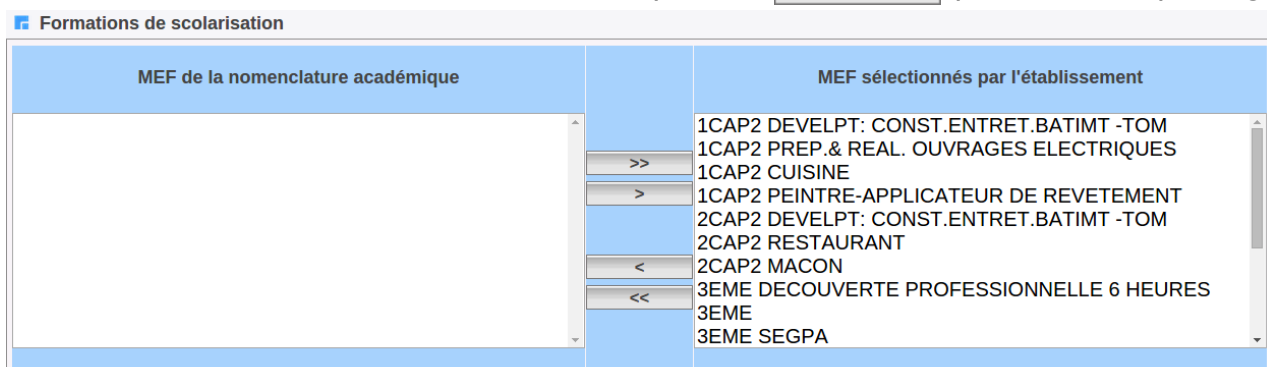 Formations de scolarisation
MEF de la nomenclature académique
MEF sélectionnés par l'établissement
>>
>
<
<<
1CAP2 DEVELPT: CONST.ENTRET.BATIMT -TOM
1CAP2 PREP.& REAL. OUVRAGES ELECTRIQUES
1CAP2 CUISINE
1CAP2 PEINTRE-APPLICATEUR DE REVETEMENT
2CAP2 DEVELPT: CONST.ENTRET.BATIMT -TOM
2CAP2 RESTAURANT
2CAP2 MACON
3EME DECOUVERTE PROFESSIONNELLE 6 HEURES
3EME
3EME SEGPA